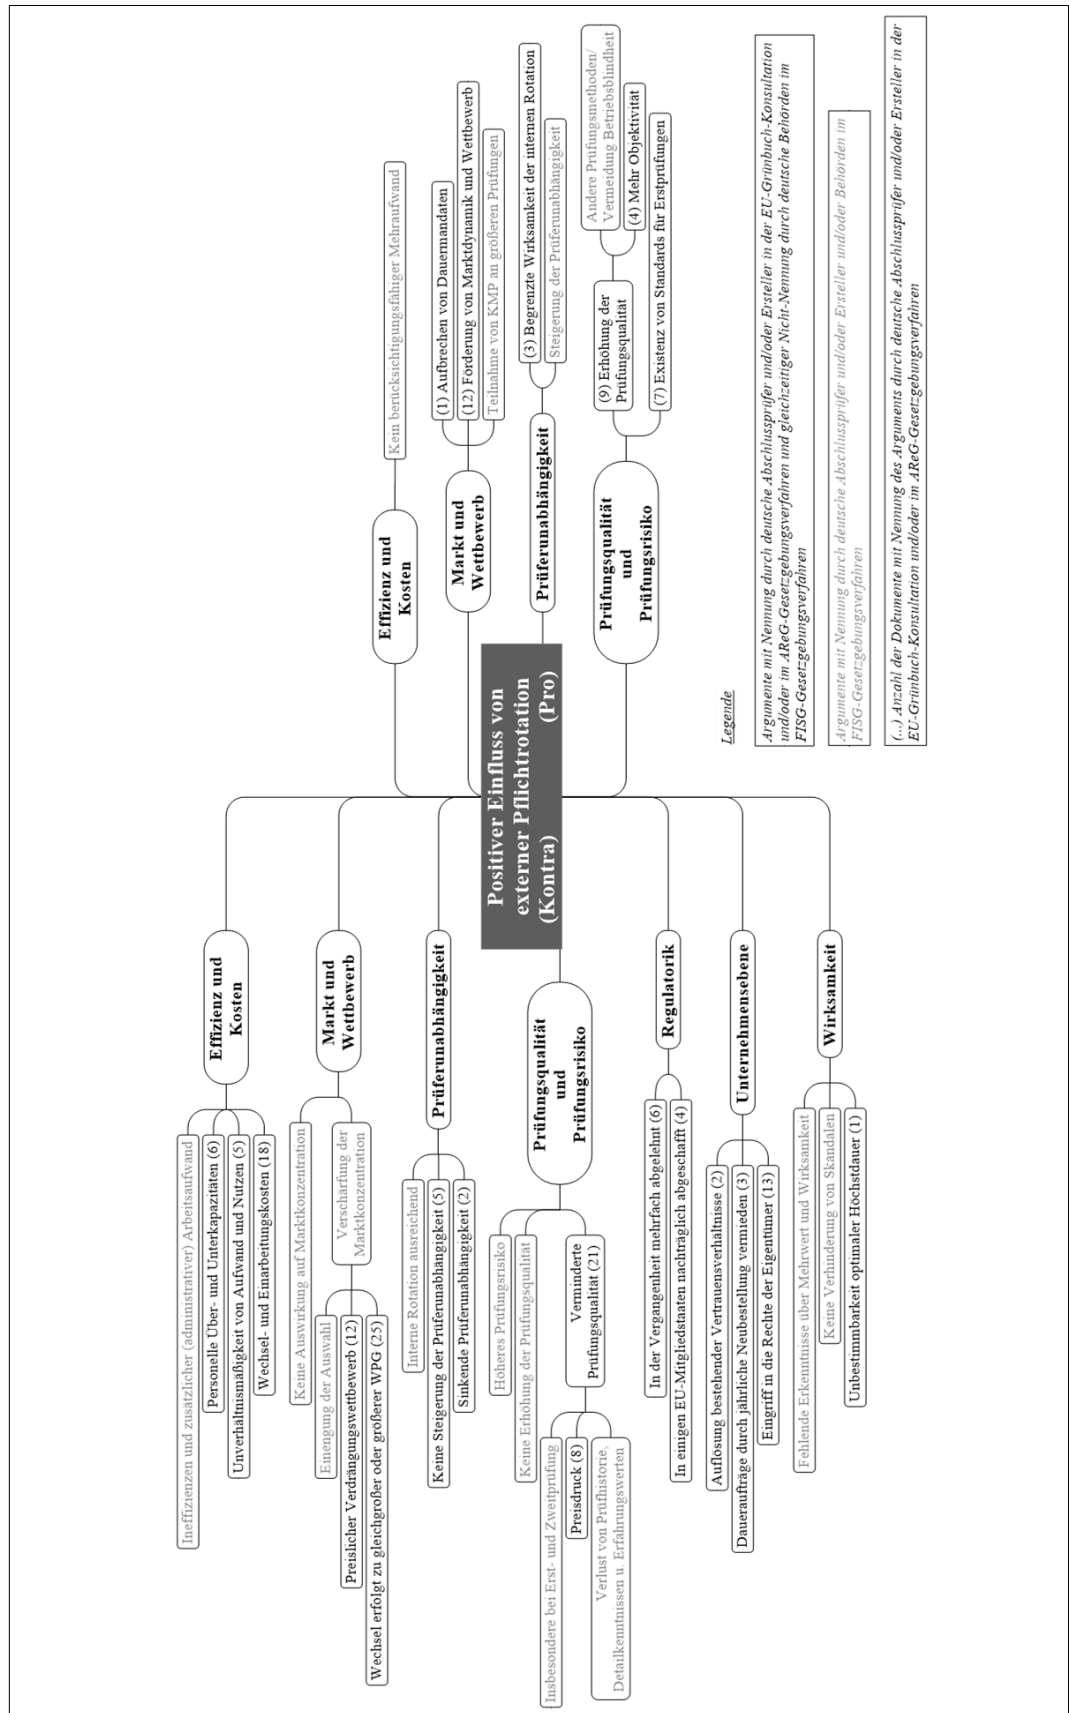 Positiver Einfluss von
externer Pflichtrotation
(Kontra) (Pro)
Effizienz und
Kosten
Ineffizienzen und zusätzlicher (administrativer) Arbeitsaufwand
Personelle Über- und Unterkapazitäten (6)
Unverhältnismäßigkeit von Aufwand und Nutzen (5)
Wechsel- und Einarbeitungskosten (18)
Markt und
Wettbewerb
Keine Auswirkung auf Marktkonzentration
Verschärfung der
Marktkonzentration
Einengung der Auswahl
Preislicher Verdrängungswettbewerb (12)
Wechsel erfolgt zu gleichgroßer oder größerer WPG (25)
Prüferunabhängigkeit
Interne Rotation ausreichend
Keine Steigerung der Prüferunabhängigkeit (5)
Sinkende Prüferunabhängigkeit (2)
Prüfungsqualität
und
Prüfungsrisiko
Höheres Prüfungsrisiko
Keine Erhöhung der Prüfungsqualität
Verminderte
Prüfungsqualität (21)
Insbesondere bei Erst- und Zweitprüfung
Preisdruck (8)
Verlust von Prüfhistorie,
Detailkenntnissen u. Erfahrungswerten
Regulatorik
In der Vergangenheit mehrfach abgelehnt (6)
In einigen EU-Mitgliedstaaten nachträglich abgeschafft (4)
Unternehmensebene
Auflösung bestehender Vertrauensverhältnisse (2)
Daueraufträge durch jährliche Neubestellung vermieden (3)
Eingriff in die Rechte der Eigentümer (13)
Wirksamkeit
Fehlende Erkenntnisse über Mehrwert und Wirksamkeit
Keine Verhinderung von Skandalen
Unbestimmbarkeit optimaler Höchstdauer (1)
Effizienz und
Kosten
Kein berücksichtigungsfähiger Mehraufwand
Markt und
Wettbewerb
(1) Aufbrechen von Dauermandaten
(12) Förderung von Marktdynamik und Wettbewerb
Teilnahme von KMP an größeren Prüfungen
Prüferunabhängigkeit
(3) Begrenzte Wirksamkeit der internen Rotation
Steigerung der Prüferunabhängigkeit
Prüfungsqualität
und
Prüfungsrisiko
(9) Erhöhung der
Prüfungsqualität
Andere Prüfungsmethoden/
Vermeidung Betriebsblindheit
(4) Mehr Objektivität
(7) Existenz von Standards für Erstprüfungen
Legende
Argumente mit Nennung durch deutsche Abschlussprüfer und/oder Ersteller in der EU-Grünbuch-Konsultation
und/oder im AReG-Gesetzgebungsverfahren und gleichzeitiger Nicht-Nennung durch deutsche Behörden im
FISG-Gesetzgebungsverfahren
Argumente mit Nennung durch deutsche Abschlussprüfer und/oder Ersteller und/oder Behörden im
FISG-Gesetzgebungsverfahren
(...) Anzahl der Dokumente mit Nennung des Arguments durch deutsche Abschlussprüfer und/oder Ersteller in der
EU-Grünbuch-Konsultation und/oder im AReG-Gesetzgebungsverfahren